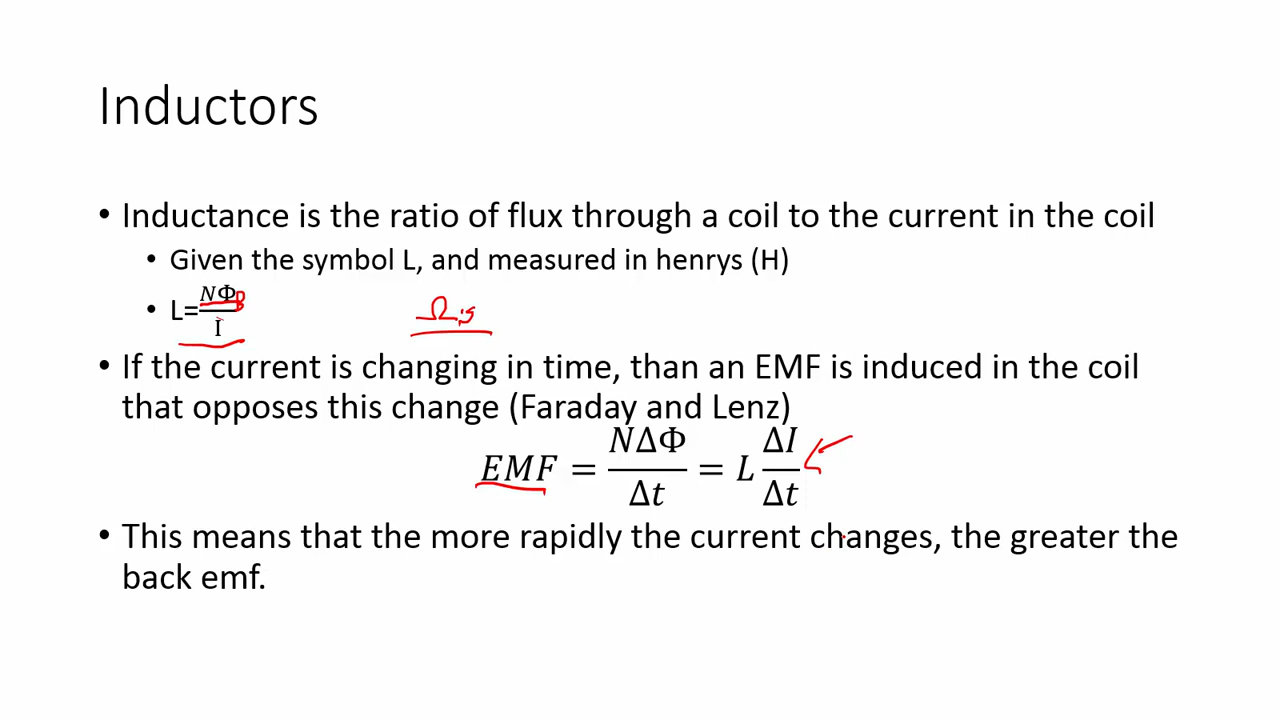 Inductors
• Inductance is the ratio of flux through a coil to the current in the coil
• Given the symbol L, and measured in henrys (H)
• L=NΦ_B/I
Ω·s
• If the current is changing in time, than an EMF is induced in the coil
that opposes this change (Faraday and Lenz)
EMF = NΔΦ/Δt = L ΔI/Δt
• This means that the more rapidly the current changes, the greater the
back emf.